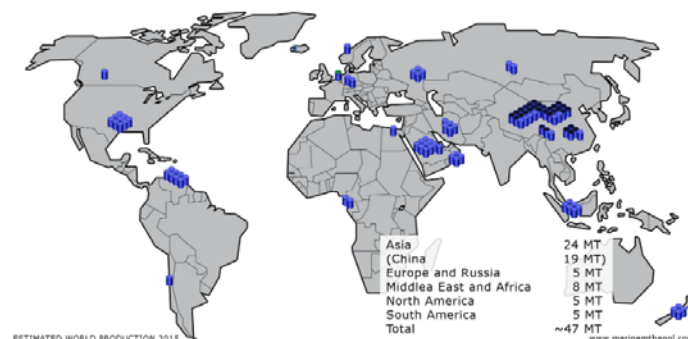 Asia 24 MT
(China 19 MT)
Europe and Russia 5 MT
Middlea East and Africa 8 MT
North America 5 MT
South America 5 MT
Total ~47 MT
ESTIMATED WORLD PRODUCTION 2015